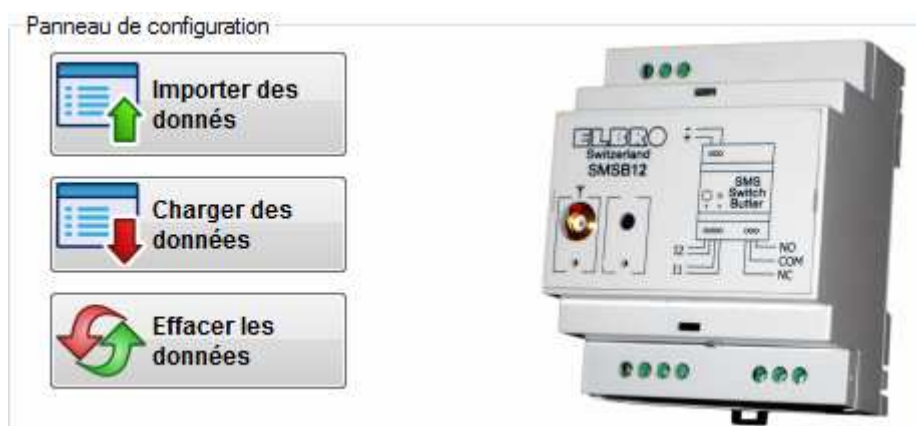 Panneau de configuration
Importer des
donnés
Charger des
données
Effacer les
données
ELBRO
Switzerland
SMSB12
- 
+
SMS
Switch
Butler
I2
I1
NO
COM
NC